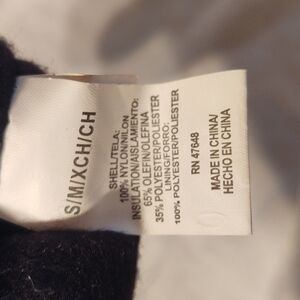 S/M/XCH/CH
SHELL/TELA:
100% NYLON/NILON
INSULATION/AISLAMIENTO:
65% OLEFIN/OLEFINA
35% POLYESTER/POLIESTER
LINING/FORRO:
100% POLYESTER/POLIESTER
RN 47648
MADE IN CHINA/
HECHO EN CHINA